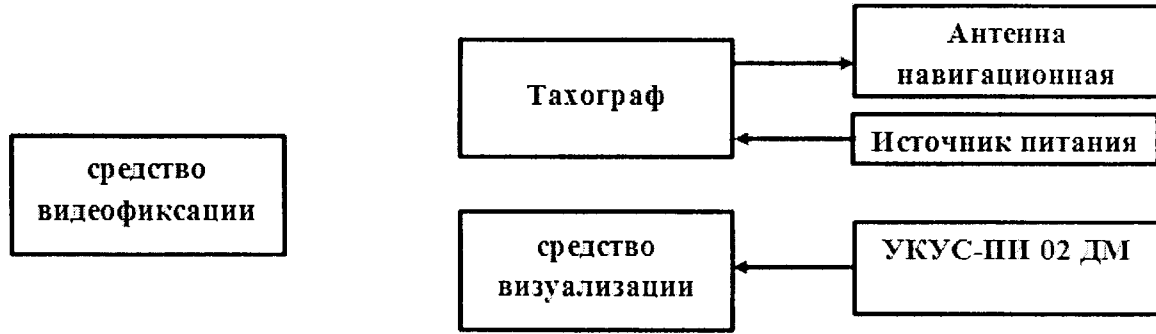 Антенна
навигационная
Тахограф
Источник питания
средство
видеофиксации
средство
визуализации
УКУС-ПИ 02 ДМ